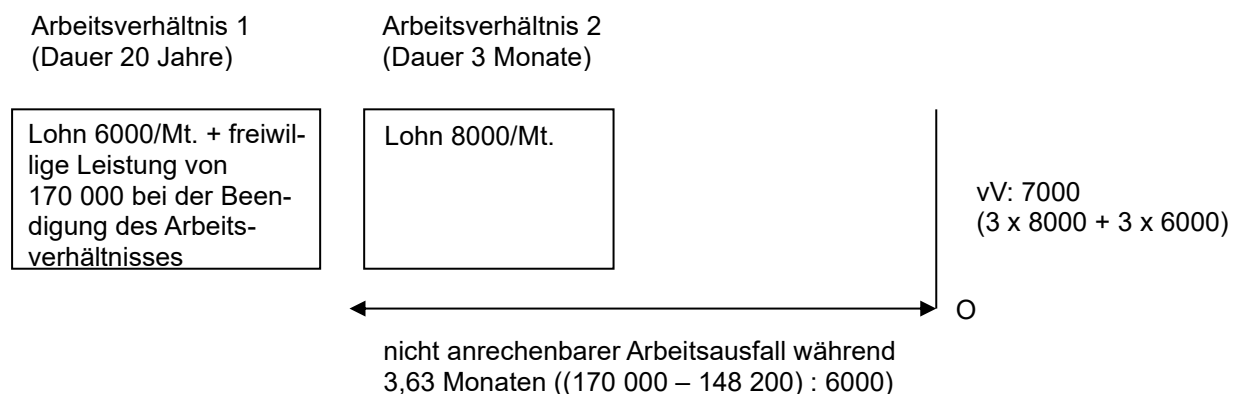 Arbeitsverhältnis 1
(Dauer 20 Jahre)
Arbeitsverhältnis 2
(Dauer 3 Monate)
Lohn 6000/Mt. + freiwil-
lige Leistung von
170 000 bei der Been-
digung des Arbeits-
verhältnisses
Lohn 8000/Mt.
vV: 7000
(3 x 8000 + 3 x 6000)
O
nicht anrechenbarer Arbeitsausfall während
3,63 Monaten ((170 000 – 148 200) : 6000)